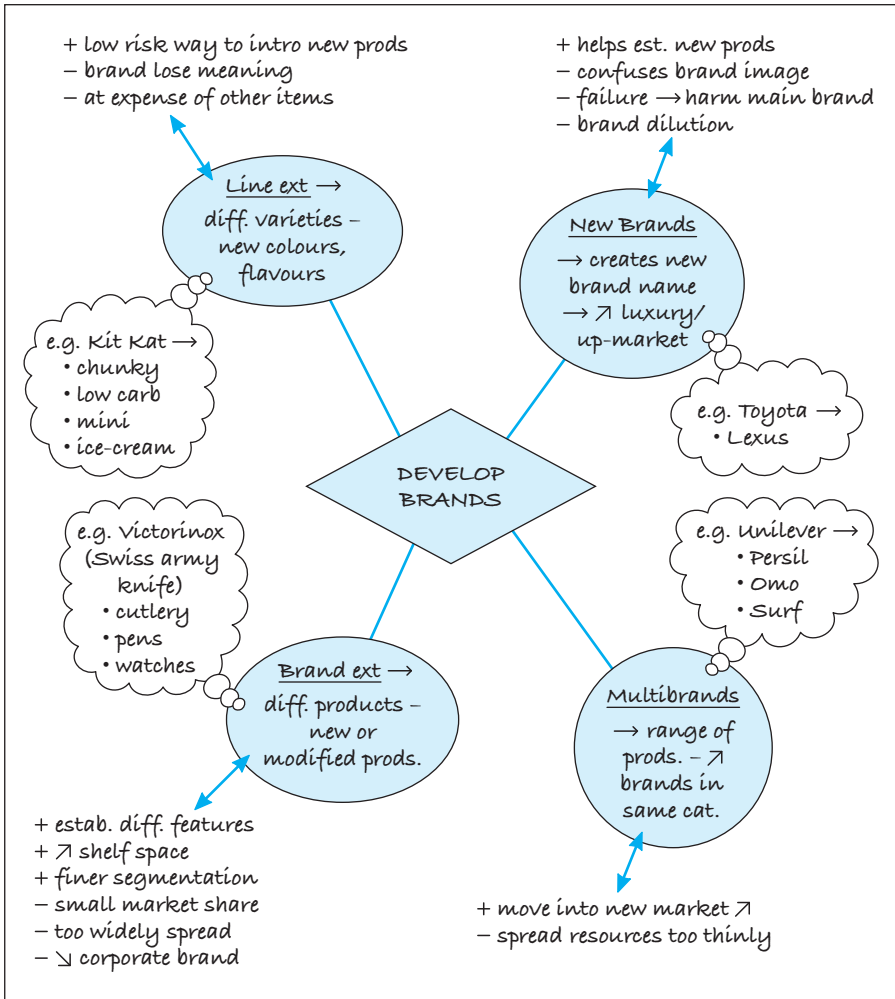 + low risk way to intro new prods
– brand lose meaning
– at expense of other items
+ helps est. new prods
– confuses brand image
– failure → harm main brand
– brand dilution
Line ext →
diff. varieties –
new colours,
flavours
New Brands
→ creates new
brand name
→ ↗ luxury/
up-market
e.g. Kit Kat →
• chunky
• low carb
• mini
• ice-cream
e.g. Toyota →
• Lexus
DEVELOP
BRANDS
e.g. Victorinox
(Swiss army
knife)
• cutlery
• pens
• watches
e.g. Unilever →
• Persil
• Omo
• Surf
Brand ext →
diff. products –
new or
modified prods.
Multibrands
→ range of
prods. – ↗
brands in
same cat.
+ estab. diff. features
+ ↗ shelf space
+ finer segmentation
– small market share
– too widely spread
– ↘ corporate brand
+ move into new market ↗
– spread resources too thinly